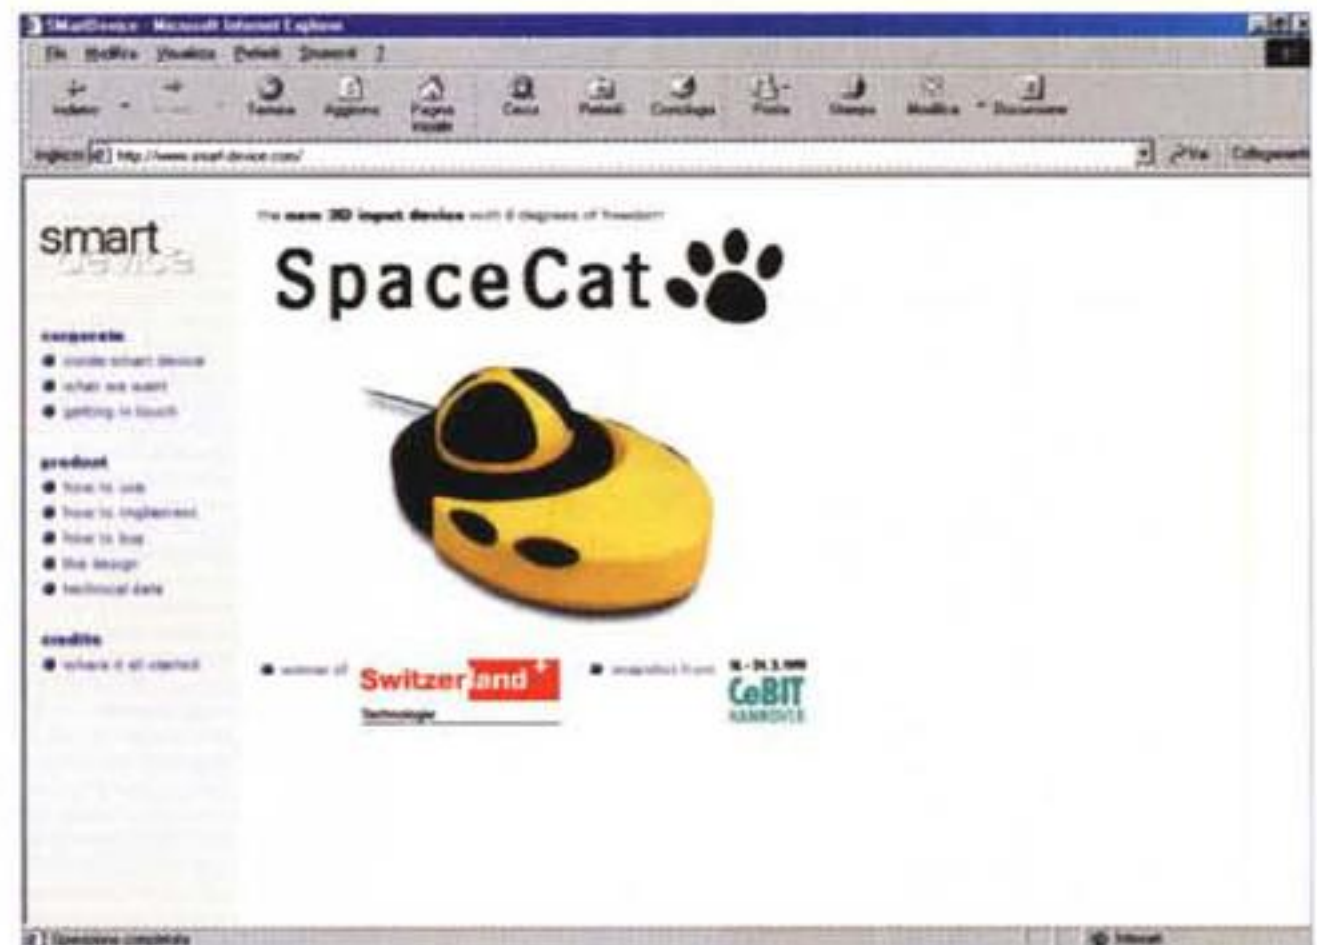 SMartDevice - Microsoft Internet Explorer
File Modifica Visualizza Preferiti Strumenti ?
Indietro Termina Aggiorna Pagina iniziale Cerca Preferiti Cronologia Posta Stampa Modifica Discussione
Indirizzo http://www.smart-device.com/ Vai Collegamenti
smart
device
the new 3D input device with 6 degrees of freedom
SpaceCat
corporate
inside smart device
what we want
getting in touch
product
how to use
how to implement
how to buy
the design
technical data
credits
where it all started
winner of
Switzerland
Technologie
snapshot from
CeBIT
HANNOVER
Operazione completata
Internet